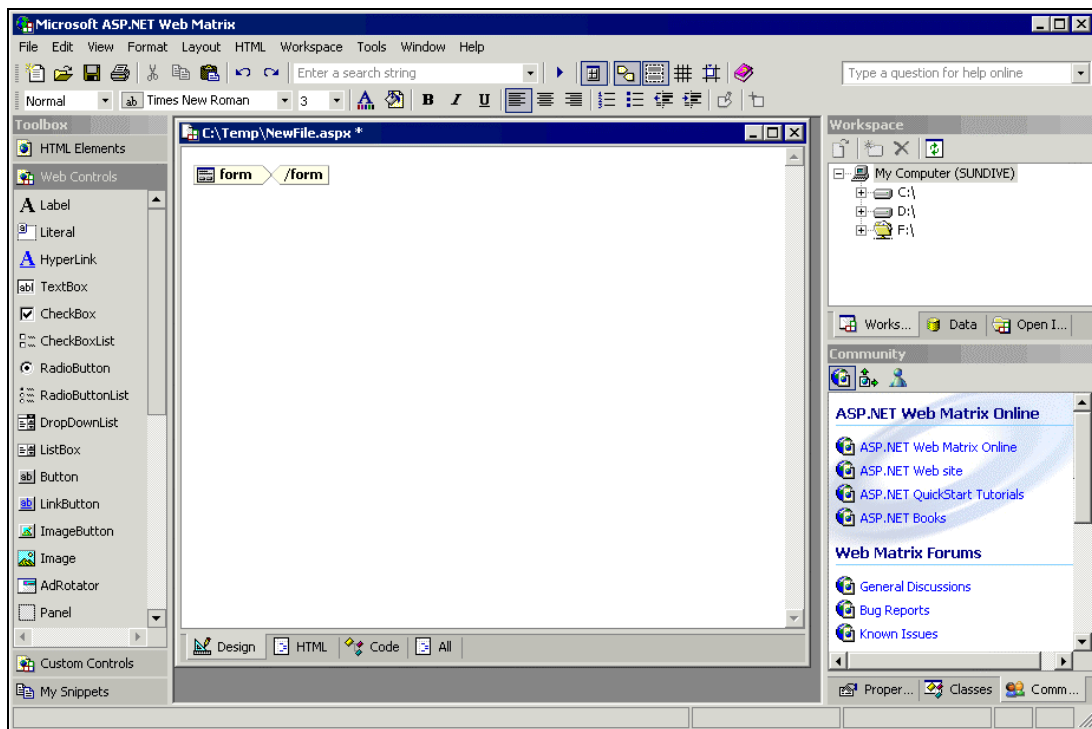 Microsoft ASP.NET Web Matrix
File Edit View Format Layout HTML Workspace Tools Window Help
Enter a search string
Type a question for help online
Normal ab Times New Roman 3 A B I U
Toolbox
HTML Elements
Web Controls
A Label
Literal
A HyperLink
abl TextBox
CheckBox
CheckBoxList
RadioButton
RadioButtonList
DropDownList
ListBox
ab Button
ab LinkButton
ImageButton
Image
AdRotator
Panel
Custom Controls
My Snippets
C:\Temp\NewFile.aspx *
form /form
Design HTML Code All
Workspace
My Computer (SUNDIVE)
C:\
D:\
F:\
Works... Data Open I...
Community
ASP.NET Web Matrix Online
ASP.NET Web Matrix Online
ASP.NET Web site
ASP.NET QuickStart Tutorials
ASP.NET Books
Web Matrix Forums
General Discussions
Bug Reports
Known Issues
Proper... Classes Comm...